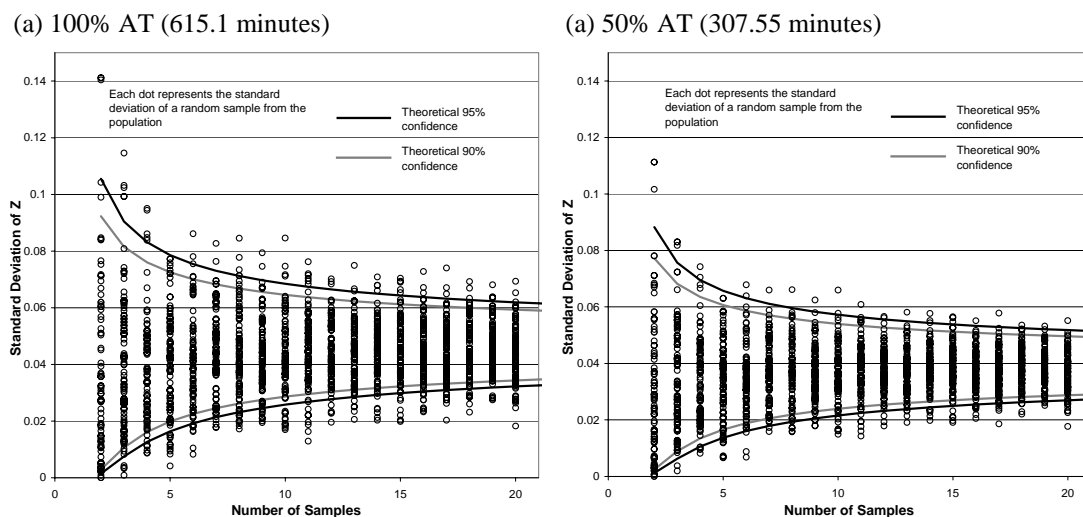 (a) 100% AT (615.1 minutes)
0.14
0.12
0.1
0.08
0.06
0.04
0.02
0
Standard Deviation of Z
Each dot represents the standard
deviation of a random sample from the
population
Theoretical 95%
confidence
Theoretical 90%
confidence
0
5
10
15
20
Number of Samples
(a) 50% AT (307.55 minutes)
0.14
0.12
0.1
0.08
0.06
0.04
0.02
0
Standard Deviation of Z
Each dot represents the standard
deviation of a random sample from the
population
Theoretical 95%
confidence
Theoretical 90%
confidence
0
5
10
15
20
Number of Samples